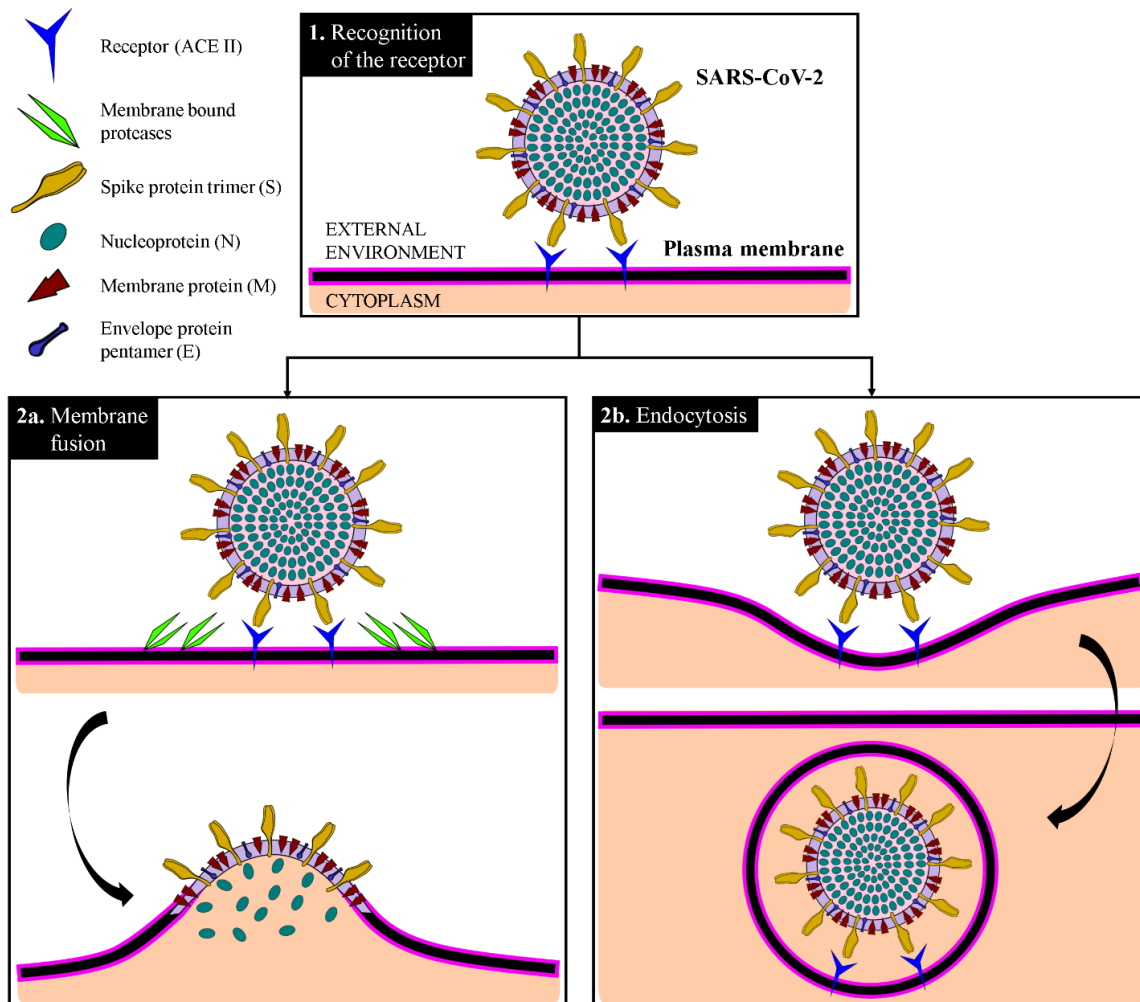 Receptor (ACE II)
Membrane bound
proteases
Spike protein trimer (S)
Nucleoprotein (N)
Membrane protein (M)
Envelope protein
pentamer (E)
1. Recognition
of the receptor
SARS-CoV-2
EXTERNAL
ENVIRONMENT
Plasma membrane
CYTOPLASM
2a. Membrane
fusion
2b. Endocytosis